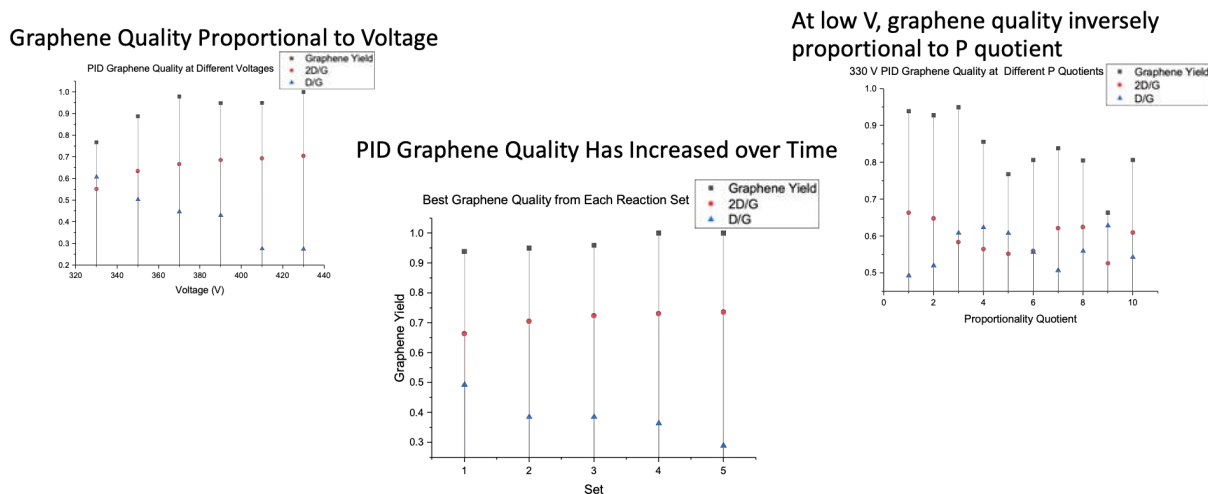 Graphene Quality Proportional to Voltage
PID Graphene Quality at Different Voltages
Graphene Yield
2D/G
D/G
1.0
0.9
0.8
0.7
0.6
0.5
0.4
0.3
0.2
320
340
360
380
400
420
440
Voltage (V)
PID Graphene Quality Has Increased over Time
Best Graphene Quality from Each Reaction Set
Graphene Yield
2D/G
D/G
Graphene Yield
1.0
0.9
0.8
0.7
0.6
0.5
0.4
0.3
1
2
3
4
5
Set
At low V, graphene quality inversely
proportional to P quotient
330 V PID Graphene Quality at Different P Quotients
Graphene Yield
2D/G
D/G
1.0
0.9
0.8
0.7
0.6
0.5
0
2
4
6
8
10
Proportionality Quotient